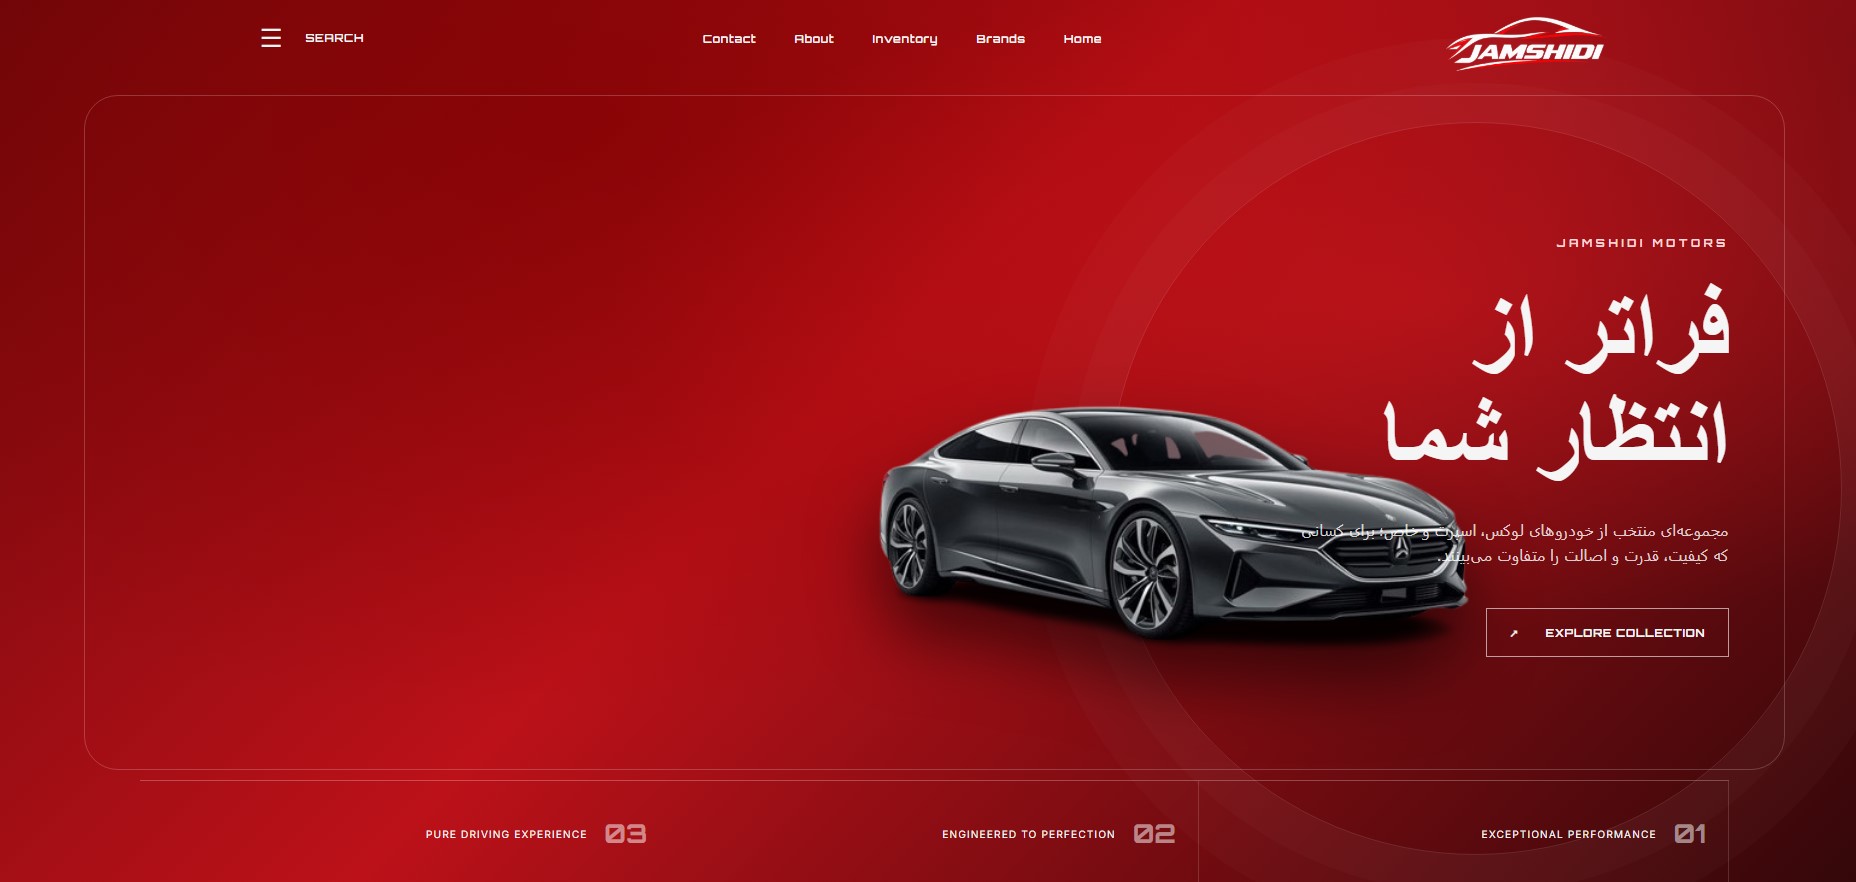 SEARCH
Contact About Inventory Brands Home
JAMSHIDI
JAMSHIDI MOTORS
فراتر از
انتظار شما
مجموعه‌ای منتخب از خودروهای لوکس، اسپرت و خاص؛ برای کسانی
که کیفیت، قدرت و اصالت را متفاوت می‌بینند.
EXPLORE COLLECTION
EXCEPTIONAL PERFORMANCE 01
ENGINEERED TO PERFECTION 02
PURE DRIVING EXPERIENCE 03